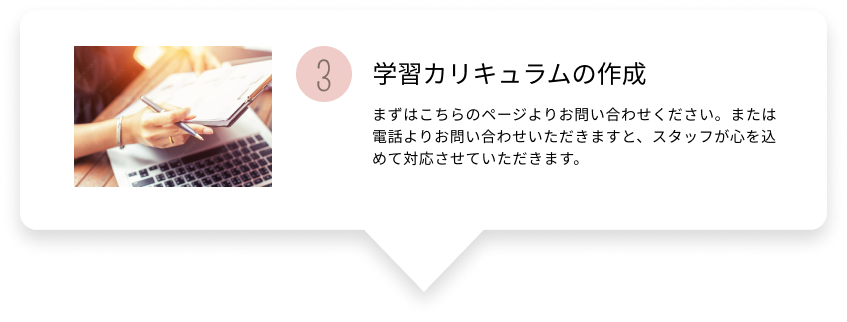 3
学習カリキュラムの作成
まずはこちらのページよりお問い合わせください。または
電話よりお問い合わせいただきますと、スタッフが心を込
めて対応させていただきます。